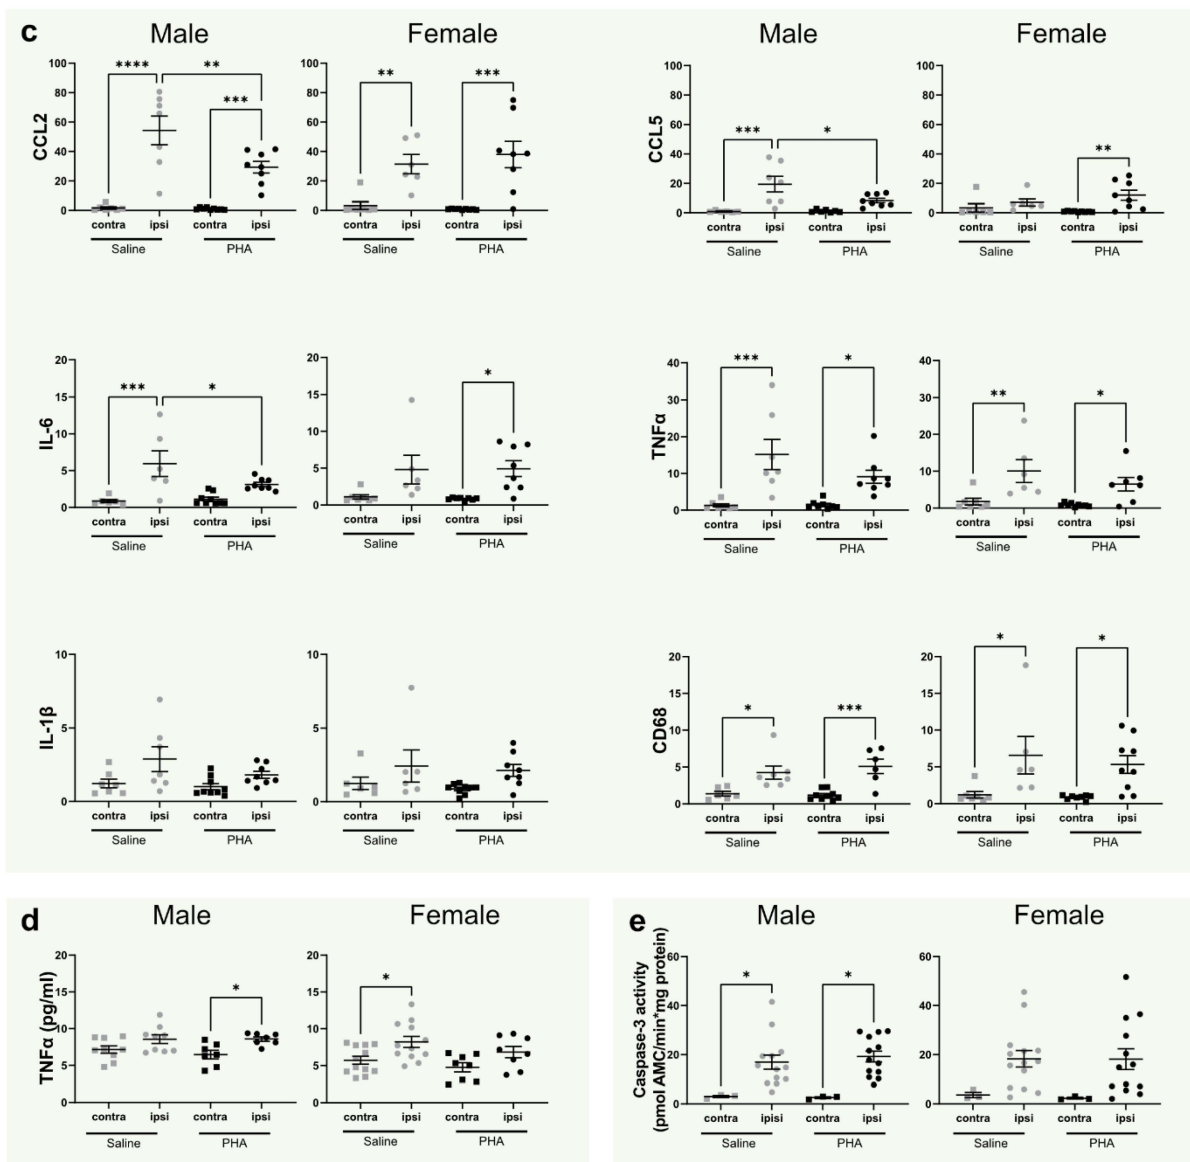 c
Male Female Male Female
CCL2
100 80 60 40 20 0
**** ** ***
contra ipsi contra ipsi
Saline PHA
100 80 60 40 20 0
** ***
contra ipsi contra ipsi
Saline PHA
CCL5
100 80 60 40 20 0
*** *
contra ipsi contra ipsi
Saline PHA
100 80 60 40 20 0
**
contra ipsi contra ipsi
Saline PHA
IL-6
20 15 10 5 0
*** *
contra ipsi contra ipsi
Saline PHA
20 15 10 5 0
*
contra ipsi contra ipsi
Saline PHA
TNFα
40 30 20 10 0
*** *
contra ipsi contra ipsi
Saline PHA
40 30 20 10 0
** *
contra ipsi contra ipsi
Saline PHA
IL-1β
10 5 0
contra ipsi contra ipsi
Saline PHA
10 5 0
contra ipsi contra ipsi
Saline PHA
CD68
20 15 10 5 0
* ***
contra ipsi contra ipsi
Saline PHA
20 15 10 5 0
* *
contra ipsi contra ipsi
Saline PHA
d
Male Female
TNFα (pg/ml)
20 15 10 5 0
*
contra ipsi contra ipsi
Saline PHA
20 15 10 5 0
*
contra ipsi contra ipsi
Saline PHA
e
Male Female
Caspase-3 activity
(pmol AMC/min*mg protein)
60 40 20 0
* *
contra ipisi contra ipsi
Saline PHA
60 40 20 0
contra ipsi contra ipsi
Saline PHA